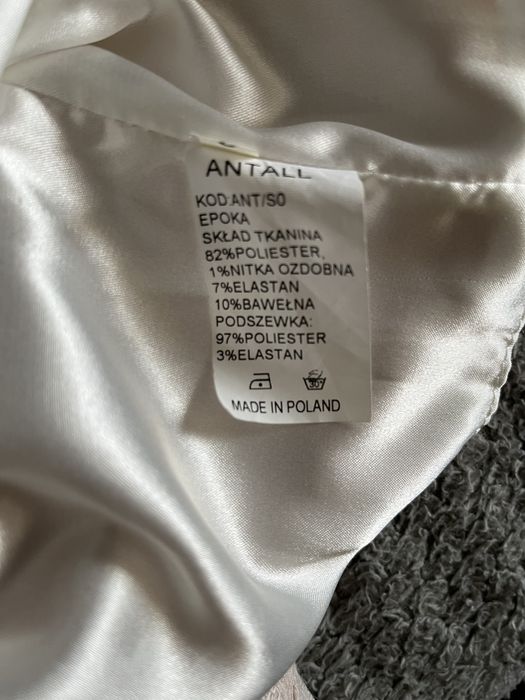 ANTALL
KOD:ANT/S0
EPOKA
SKŁAD TKANINA
82%POLIESTER,
1%NITKA OZDOBNA
7%ELASTAN
10%BAWEŁNA
PODSZEWKA:
97%POLIESTER
3%ELASTAN
30°
MADE IN POLAND